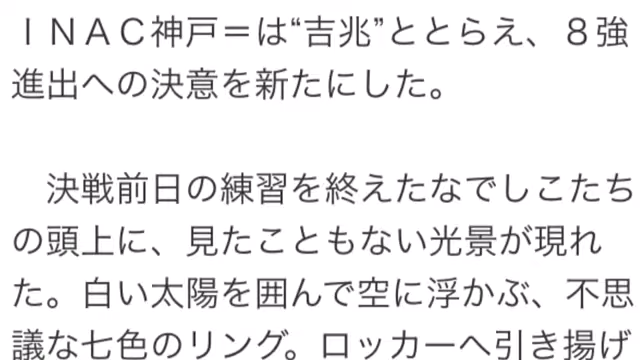 ＩＮＡＣ神戸＝は“吉兆”ととらえ、８強
進出への決意を新たにした。
決戦前日の練習を終えたなでしこたち
の頭上に、見たこともない光景が現れ
た。白い太陽を囲んで空に浮かぶ、不思
議な七色のリング。ロッカーへ引き揚げ